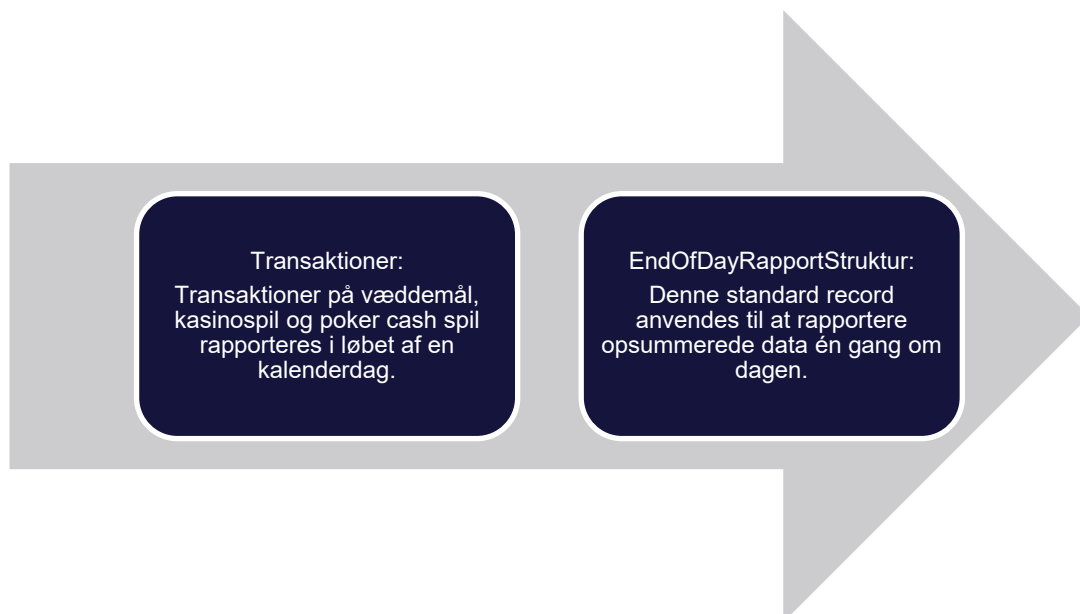 Transaktioner:
Transaktioner på væddemål,
kasinospil og poker cash spil
rapporteres i løbet af en
kalenderdag.
EndOfDayRapportStruktur:
Denne standard record
anvendes til at rapportere
opsummerede data én gang om
dagen.